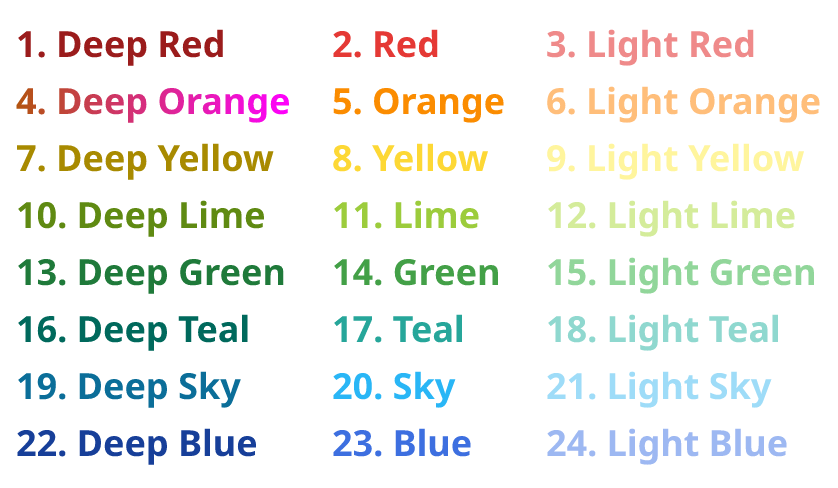 1. Deep Red 2. Red 3. Light Red
4. Deep Orange 5. Orange 6. Light Orange
7. Deep Yellow 8. Yellow 9. Light Yellow
10. Deep Lime 11. Lime 12. Light Lime
13. Deep Green 14. Green 15. Light Green
16. Deep Teal 17. Teal 18. Light Teal
19. Deep Sky 20. Sky 21. Light Sky
22. Deep Blue 23. Blue 24. Light Blue